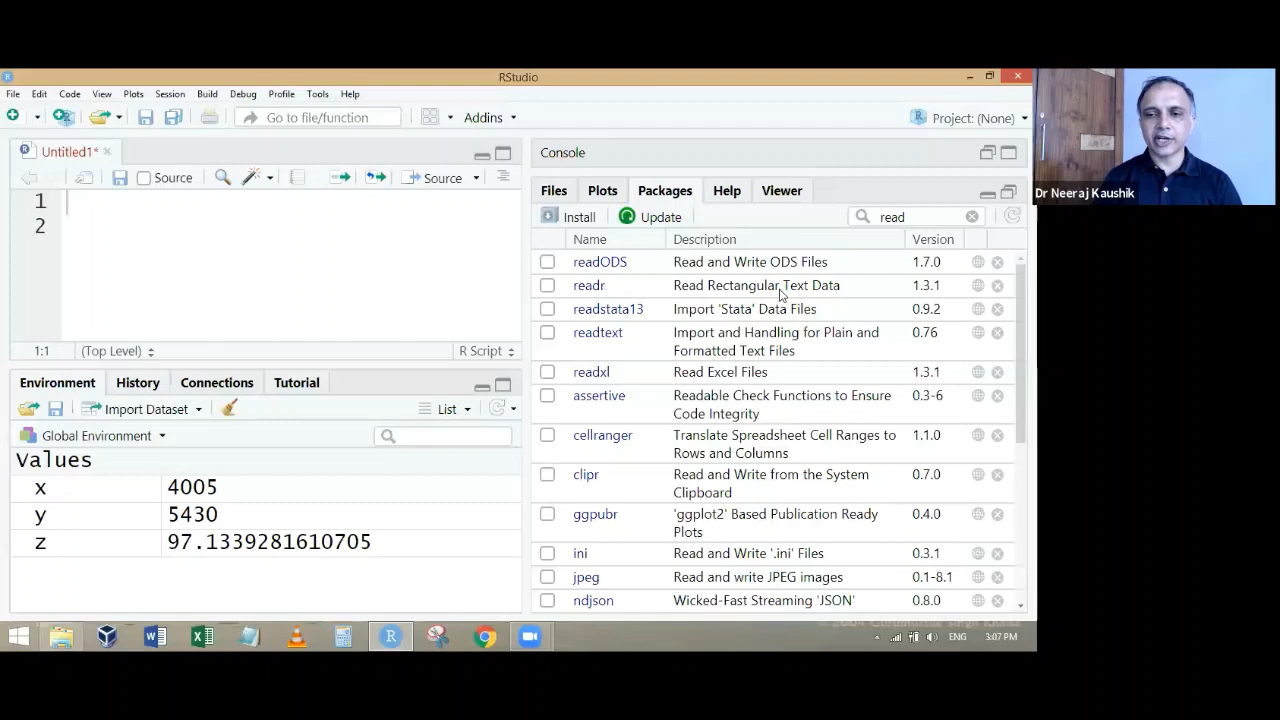 RStudio
File Edit Code View Plots Session Build Debug Profile Tools Help
Go to file/function
Addins
Project: (None)
Untitled1*
Source
Source
1
2
1:1 (Top Level) R Script
Environment History Connections Tutorial
Import Dataset
List
Global Environment
Values
x 4005
y 5430
z 97.1339281610705
Console
Files Plots Packages Help Viewer
Install Update read
Name Description Version
readODS Read and Write ODS Files 1.7.0
readr Read Rectangular Text Data 1.3.1
readstata13 Import 'Stata' Data Files 0.9.2
readtext Import and Handling for Plain and 0.76
Formatted Text Files
readxl Read Excel Files 1.3.1
assertive Readable Check Functions to Ensure 0.3-6
Code Integrity
cellranger Translate Spreadsheet Cell Ranges to 1.1.0
Rows and Columns
clipr Read and Write from the System 0.7.0
Clipboard
ggpubr 'ggplot2' Based Publication Ready 0.4.0
Plots
ini Read and Write '.ini' Files 0.3.1
jpeg Read and write JPEG images 0.1-8.1
ndjson Wicked-Fast Streaming 'JSON' 0.8.0
Dr Neeraj Kaushik
ENG 3:07 PM